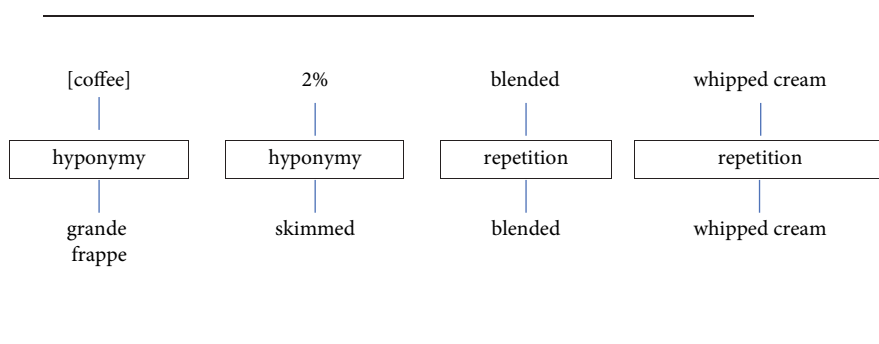 [coffee] 2% blended whipped cream
hyponymy hyponymy repetition repetition
grande skimmed blended whipped cream
frappe